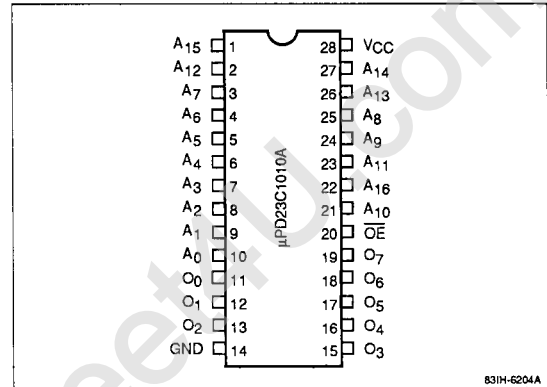 A15 1 28 VCC
A12 2 27 A14
A7 3 26 A13
A6 4 25 A8
A5 5 24 A9
A4 6 23 A11
A3 7 22 A16
A2 8 21 A10
A1 9 20 OE
A0 10 19 O7
O0 11 18 O6
O1 12 17 O5
O2 13 16 O4
GND 14 15 O3
μPD23C1010A
83IH-6204A
eet4U.com